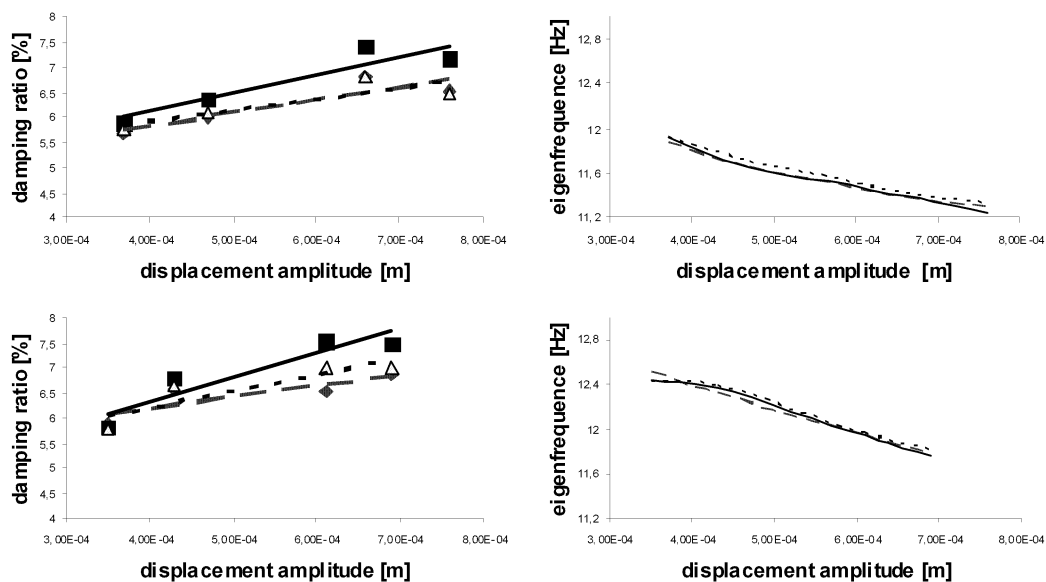 damping ratio [%]
8
7,5
7
6,5
6
5,5
5
4,5
4
3,00E-04 4,00E-04 5,00E-04 6,00E-04 7,00E-04 8,00E-04
displacement amplitude [m]
eigenfrequence [Hz]
12,8
12,4
12
11,6
11,2
3,00E-04 4,00E-04 5,00E-04 6,00E-04 7,00E-04 8,00E-04
displacement amplitude [m]
damping ratio [%]
8
7,5
7
6,5
6
5,5
5
4,5
4
3,00E-04 4,00E-04 5,00E-04 6,00E-04 7,00E-04 8,00E-04
displacement amplitude [m]
eigenfrequence [Hz]
12,8
12,4
12
11,6
11,2
3,00E-04 4,00E-04 5,00E-04 6,00E-04 7,00E-04 8,00E-04
displacement amplitude [m]